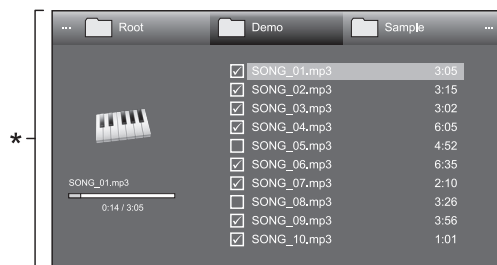 ... Root Demo Sample ...
SONG_01.mp3 3:05
SONG_02.mp3 3:15
SONG_03.mp3 3:02
SONG_04.mp3 6:05
SONG_05.mp3 4:52
SONG_06.mp3 6:35
SONG_07.mp3 2:10
SONG_08.mp3 3:26
SONG_09.mp3 3:56
SONG_10.mp3 1:01
*
SONG_01.mp3
0:14 / 3:05